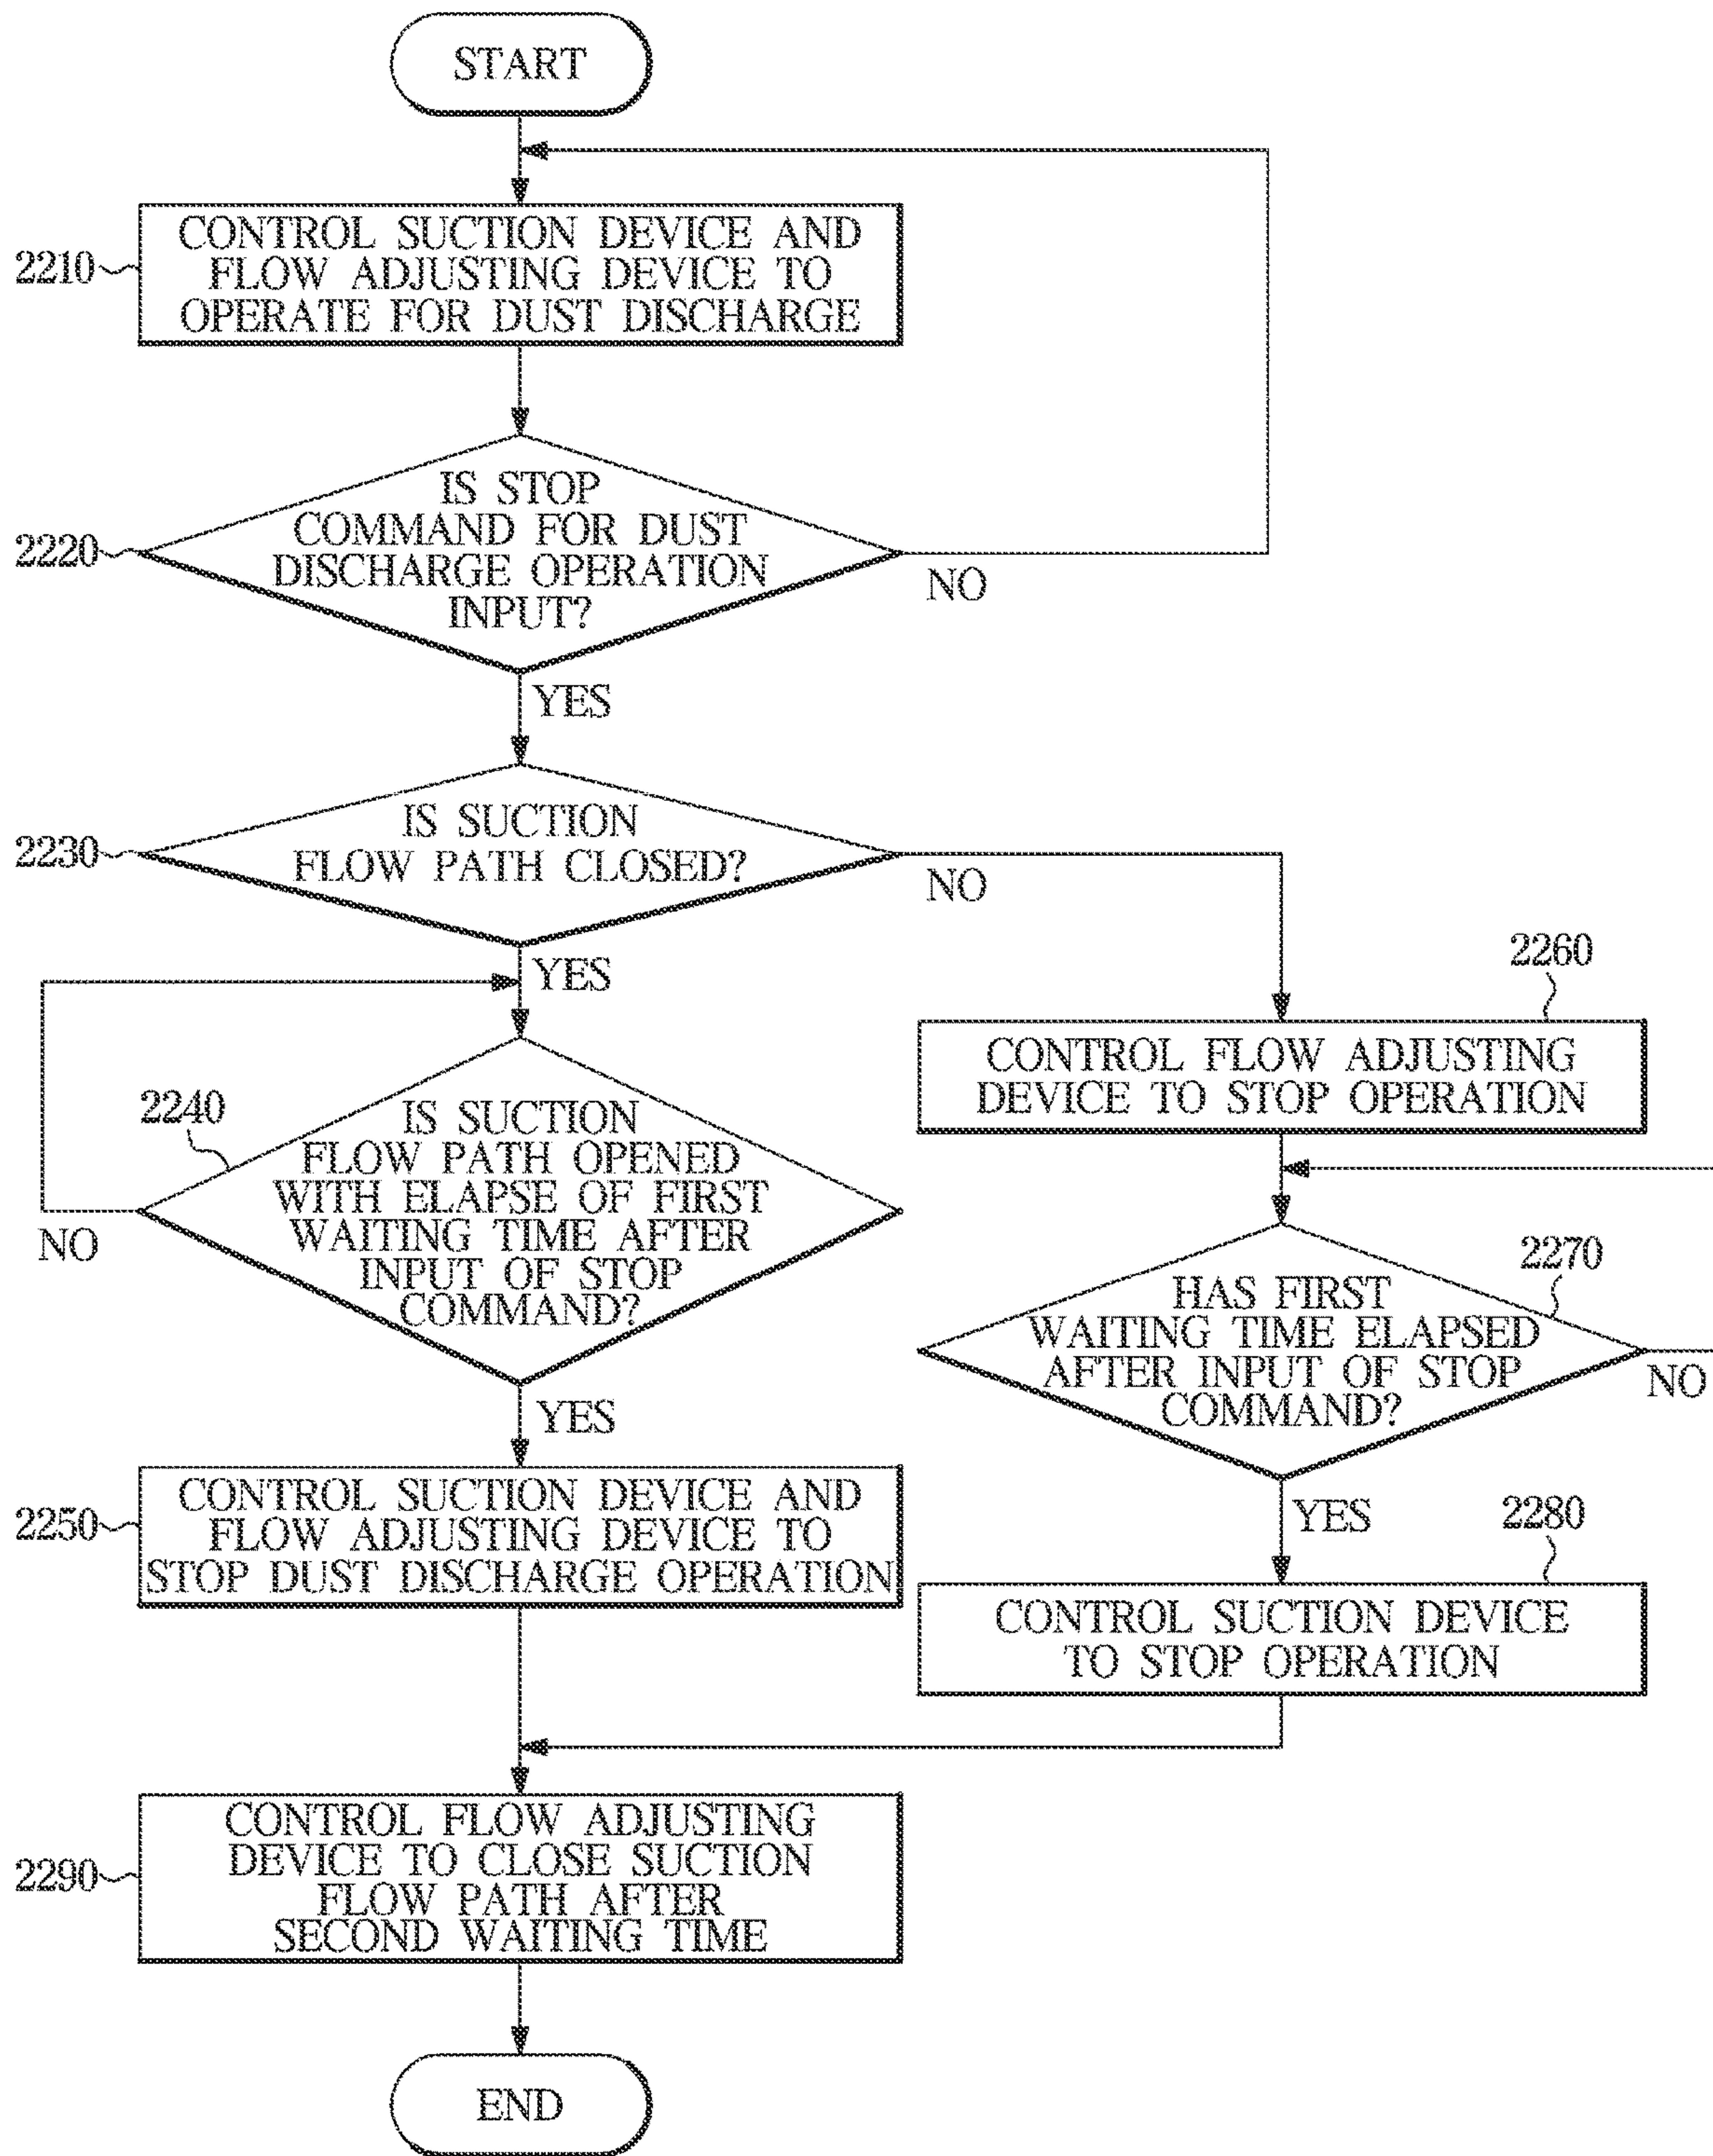 START
2210
CONTROL SUCTION DEVICE AND
FLOW ADJUSTING DEVICE TO
OPERATE FOR DUST DISCHARGE
2220
IS STOP
COMMAND FOR DUST
DISCHARGE OPERATION
INPUT?
NO
YES
2230
IS SUCTION
FLOW PATH CLOSED?
NO
YES
2240
IS SUCTION
FLOW PATH OPENED
WITH ELAPSE OF FIRST
WAITING TIME AFTER
INPUT OF STOP
COMMAND?
NO
YES
2250
CONTROL SUCTION DEVICE AND
FLOW ADJUSTING DEVICE TO
STOP DUST DISCHARGE OPERATION
2260
CONTROL FLOW ADJUSTING
DEVICE TO STOP OPERATION
2270
HAS FIRST
WAITING TIME ELAPSED
AFTER INPUT OF STOP
COMMAND?
NO
YES
2280
CONTROL SUCTION DEVICE
TO STOP OPERATION
2290
CONTROL FLOW ADJUSTING
DEVICE TO CLOSE SUCTION
FLOW PATH AFTER
SECOND WAITING TIME
END